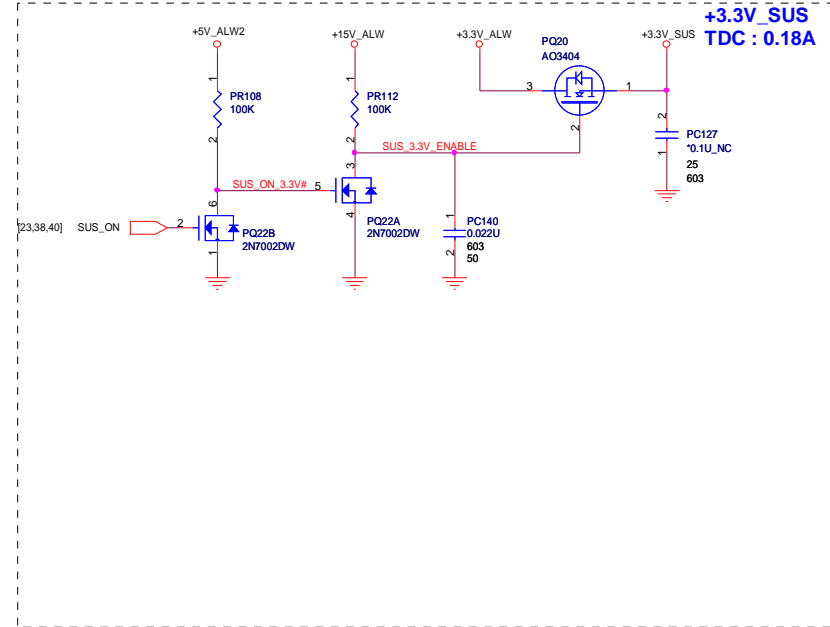 +3.3V_SUS
TDC : 0.18A
+5V_ALW2
+15V_ALW
+3.3V_ALW
+3.3V_SUS
PQ20
AO3404
3
1
2
1
PR108
100K
2
1
PR112
100K
2
SUS_3.3V_ENABLE
2
PC127
*0.1U_NC
1
25
603
SUS_ON_3.3V#
5
3
4
PQ22A
2N7002DW
[23,38,40]
SUS_ON
2
6
1
PQ22B
2N7002DW
1
PC140
0.022U
603
50
2